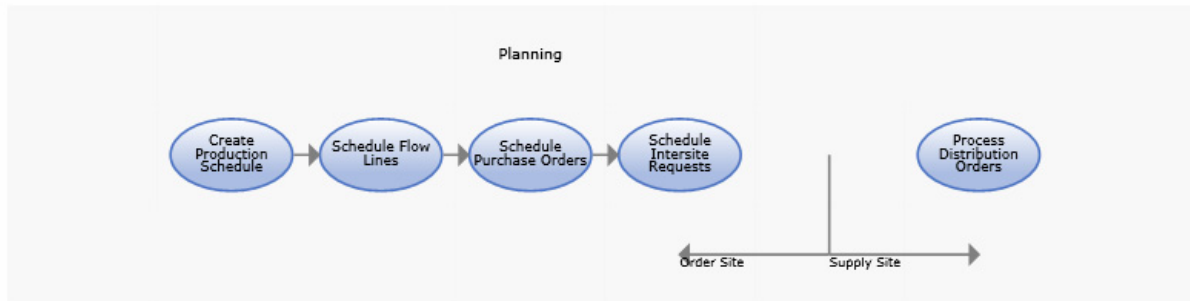 Planning
Create
Production
Schedule
Schedule Flow
Lines
Schedule
Purchase Orders
Schedule
Intersite
Requests
Process
Distribution
Orders
Order Site
Supply Site